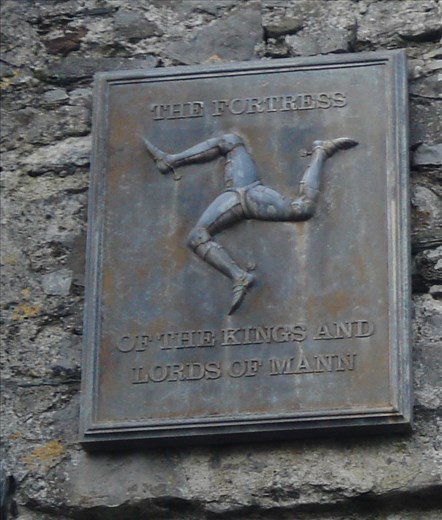 THE FORTRESS
OF THE KINGS AND
LORDS OF MANN